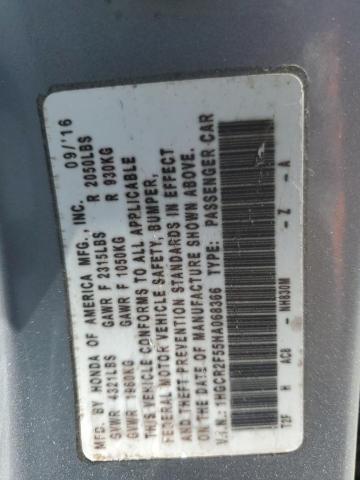 MFD. BY HONDA OF AMERICA MFG., INC. 09/'16
GVWR 4321LBS GAWR F 2315LBS R 2050LBS
GVWR 1960KG GAWR F 1050KG R 930KG
THIS VEHICLE CONFORMS TO ALL APPLICABLE
FEDERAL MOTOR VEHICLE SAFETY, BUMPER,
AND THEFT PREVENTION STANDARDS IN EFFECT
ON THE DATE OF MANUFACTURE SHOWN ABOVE.
V.I.N.: 1HGCR2F55HA068366 TYPE: PASSENGER CAR
T2F H AC8 NH830M - Z - A